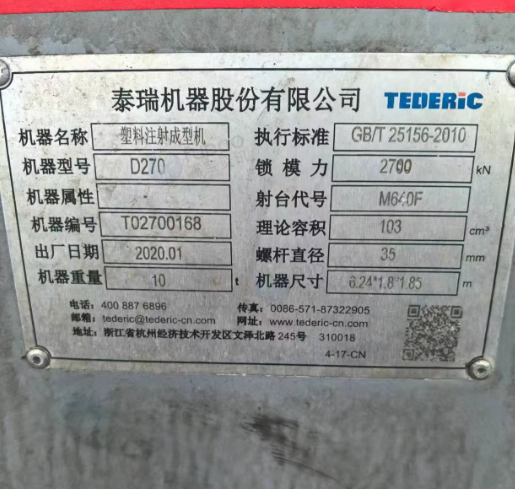 泰瑞机器股份有限公司 TEDERIC
机器名称 塑料注射成型机 执行标准 GB/T 25156-2010
机器型号 D270 锁模力 2700 kN
机器属性 射台代号 M640F
机器编号 T02700168 理论容积 103 cm³
出厂日期 2020.01 螺杆直径 35 mm
机器重量 10 t 机器尺寸 6.24*1.8*1.85 m
电话: 400 887 6896 传真: 0086-571-87322905
邮箱: tederic@tederic-cn.com 网址: www.tederic-cn.com
地址: 浙江省杭州经济技术开发区文泽北路245号 310018
4-17-CN